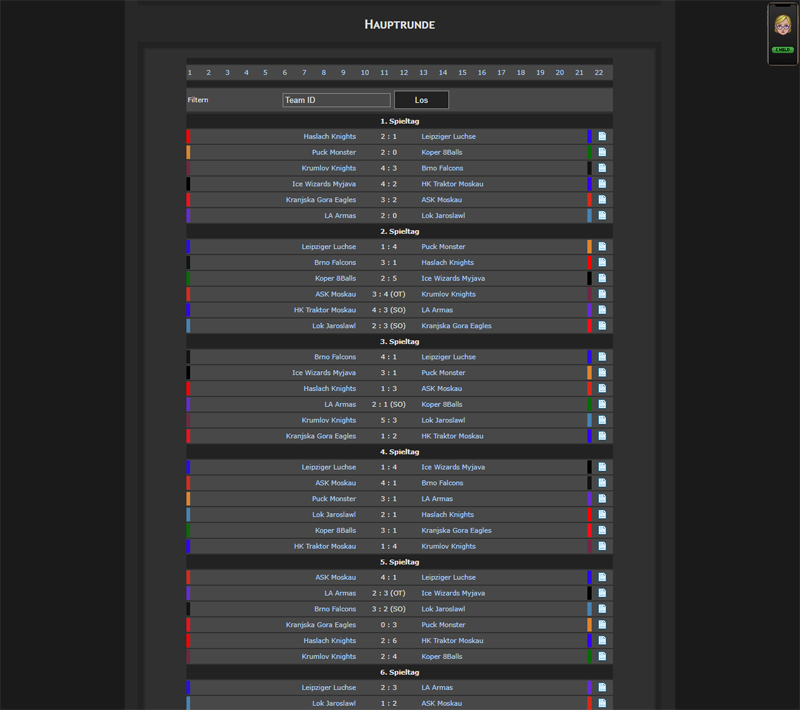 Hauptrunde
1 2 3 4 5 6 7 8 9 10 11 12 13 14 15 16 17 18 19 20 21 22
Filtern Team ID Los
1. Spieltag
Haslach Knights 2 : 1 Leipziger Luchse
Puck Monster 2 : 0 Koper 8Balls
Krumlov Knights 4 : 3 Brno Falcons
Ice Wizards Myjava 4 : 2 HK Traktor Moskau
Kranjska Gora Eagles 3 : 2 ASK Moskau
LA Armas 2 : 0 Lok Jaroslawl
2. Spieltag
Leipziger Luchse 1 : 4 Puck Monster
Brno Falcons 3 : 1 Haslach Knights
Koper 8Balls 2 : 5 Ice Wizards Myjava
ASK Moskau 3 : 4 (OT) Krumlov Knights
HK Traktor Moskau 4 : 3 (SO) LA Armas
Lok Jaroslawl 2 : 3 (SO) Kranjska Gora Eagles
3. Spieltag
Brno Falcons 4 : 1 Leipziger Luchse
Ice Wizards Myjava 3 : 1 Puck Monster
Haslach Knights 1 : 3 ASK Moskau
LA Armas 2 : 1 (SO) Koper 8Balls
Krumlov Knights 5 : 3 Lok Jaroslawl
Kranjska Gora Eagles 1 : 2 HK Traktor Moskau
4. Spieltag
Leipziger Luchse 1 : 4 Ice Wizards Myjava
ASK Moskau 4 : 1 Brno Falcons
Puck Monster 3 : 1 LA Armas
Lok Jaroslawl 2 : 1 Haslach Knights
Koper 8Balls 3 : 1 Kranjska Gora Eagles
HK Traktor Moskau 1 : 4 Krumlov Knights
5. Spieltag
ASK Moskau 4 : 1 Leipziger Luchse
LA Armas 2 : 3 (OT) Ice Wizards Myjava
Brno Falcons 3 : 2 (SO) Lok Jaroslawl
Kranjska Gora Eagles 0 : 3 Puck Monster
Haslach Knights 2 : 6 HK Traktor Moskau
Krumlov Knights 2 : 4 Koper 8Balls
6. Spieltag
Leipziger Luchse 2 : 3 LA Armas
Lok Jaroslawl 1 : 2 ASK Moskau